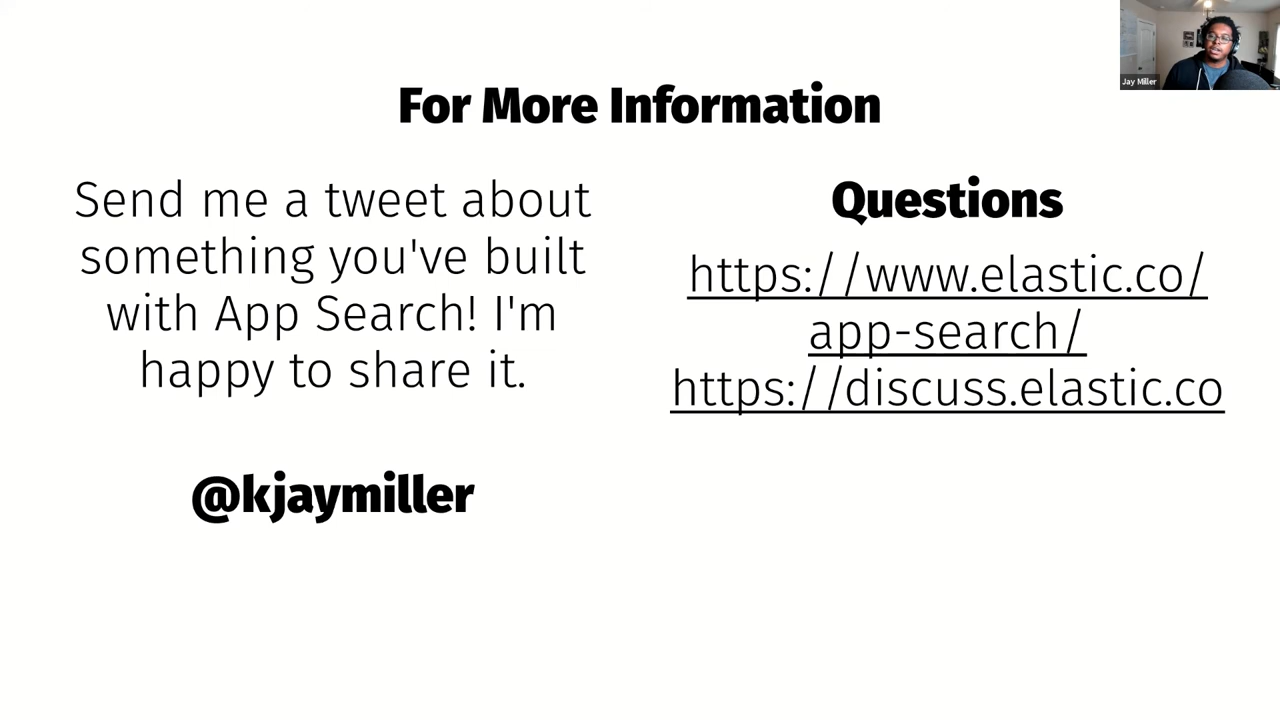 For More Information
Send me a tweet about
something you've built
with App Search! I'm
happy to share it.
@kjaymiller
Questions
https://www.elastic.co/
app-search/
https://discuss.elastic.co
Jay Miller